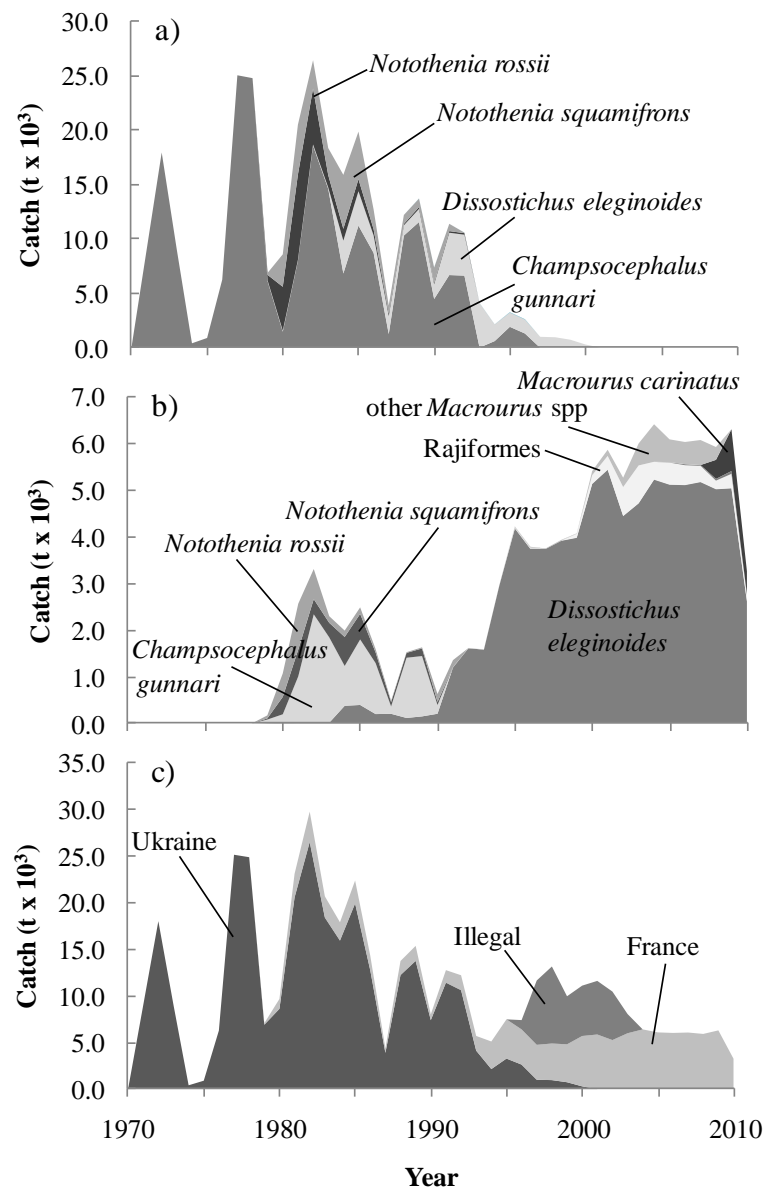 a)
30.0
25.0
20.0
15.0
10.0
5.0
0.0
Catch (t x 10³)
Notothenia rossii
Notothenia squamifrons
Dissostichus eleginoides
Champsocephalus
gunnari
b)
7.0
6.0
5.0
4.0
3.0
2.0
1.0
0.0
Catch (t x 10³)
Macrourus carinatus
other Macrourus spp
Rajiformes
Notothenia squamifrons
Notothenia rossii
Champsocephalus
gunnari
Dissostichus
eleginoides
c)
35.0
30.0
25.0
20.0
15.0
10.0
5.0
0.0
Catch (t x 10³)
Ukraine
Illegal
France
1970 1980 1990 2000 2010
Year